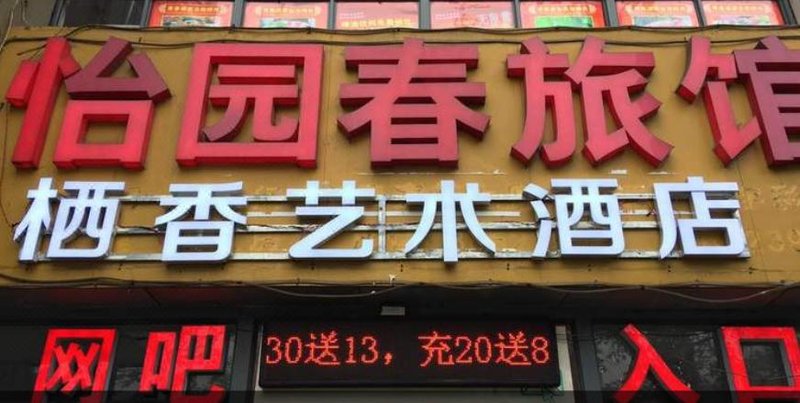 怡园春旅馆
栖香艺术酒店
30送13，充20送8
网吧 入口